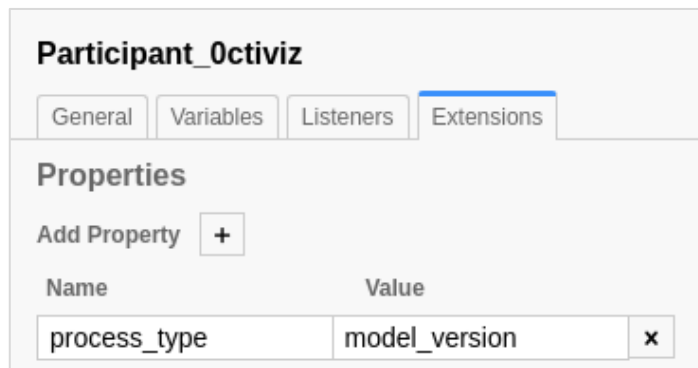 Participant_0ctiviz
General Variables Listeners Extensions
Properties
Add Property +
Name Value
process_type model_version ×